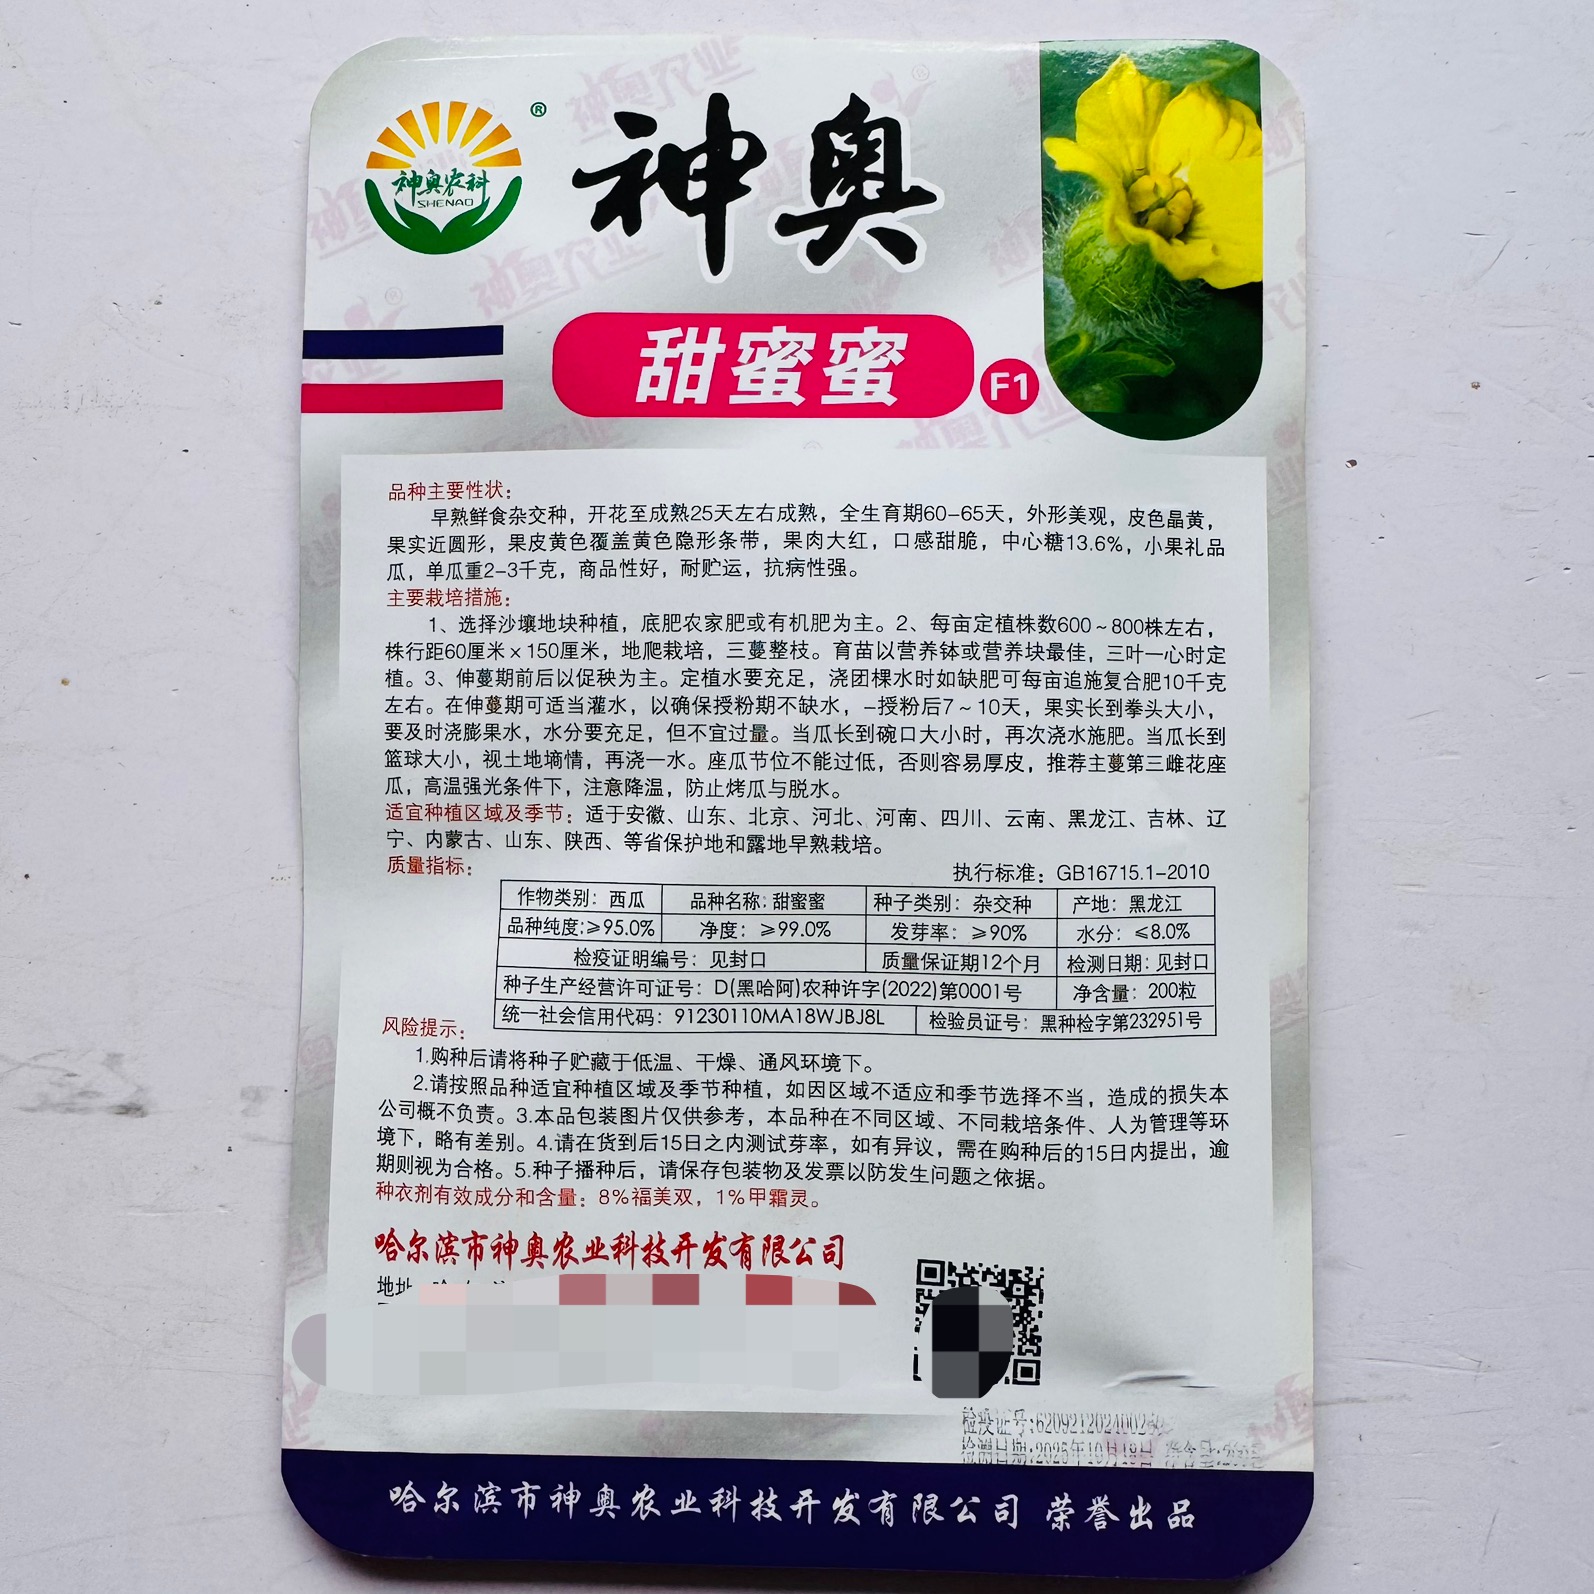 神奥农科
SHENAO
®
神奥
甜蜜蜜
F1
品种主要性状：
早熟鲜食杂交种，开花至成熟25天左右成熟，全生育期60-65天，外形美观，皮色晶黄，
果实近圆形，果皮黄色覆盖黄色隐形条带，果肉大红，口感甜脆，中心糖13.6%，小果礼品
瓜，单瓜重2-3千克，商品性好，耐贮运，抗病性强。
主要栽培措施：
1、选择沙壤地块种植，底肥农家肥或有机肥为主。2、每亩定植株数600~800株左右，
株行距60厘米×150厘米，地爬栽培，三蔓整枝。育苗以营养钵或营养块最佳，三叶一心时定
植。3、伸蔓期前后以促秧为主。定植水要充足，浇团棵水时如缺肥可每亩追施复合肥10千克
左右。在伸蔓期可适当灌水，以确保授粉期不缺水，-授粉后7~10天，果实长到拳头大小，
要及时浇膨果水，水分要充足，但不宜过量。当瓜长到碗口大小时，再次浇水施肥。当瓜长到
篮球大小，视土地墒情，再浇一水。座瓜节位不能过低，否则容易厚皮，推荐主蔓第三雌花座
瓜，高温强光条件下，注意降温，防止烤瓜与脱水。
适宜种植区域及季节：适于安徽、山东、北京、河北、河南、四川、云南、黑龙江、吉林、辽
宁、内蒙古、山东、陕西、等省保护地和露地早熟栽培。
质量指标：
执行标准：GB16715.1-2010
作物类别：西瓜 品种名称：甜蜜蜜 种子类别：杂交种 产地：黑龙江
品种纯度：≥95.0% 净度：≥99.0% 发芽率：≥90% 水分：≤8.0%
检疫证明编号：见封口 质量保证期12个月 检测日期：见封口
种子生产经营许可证号：D(黑哈阿)农种许字(2022)第0001号 净含量：200粒
统一社会信用代码：91230110MA18WJBJ8L 检验员证号：黑种检字第232951号
风险提示：
1.购种后请将种子贮藏于低温、干燥、通风环境下。
2.请按照品种适宜种植区域及季节种植，如因区域不适应和季节选择不当，造成的损失本
公司概不负责。3.本品包装图片仅供参考，本品种在不同区域、不同栽培条件、人为管理等环
境下，略有差别。4.请在货到后15日之内测试芽率，如有异议，需在购种后的15日内提出，逾
期则视为合格。5.种子播种后，请保存包装物及发票以防发生问题之依据。
种衣剂有效成分和含量：8%福美双，1%甲霜灵。
哈尔滨市神奥农业科技开发有限公司
地址
检疫证号:
检测日期:2025年10月18日 净含量:
哈尔滨市神奥农业科技开发有限公司 荣誉出品